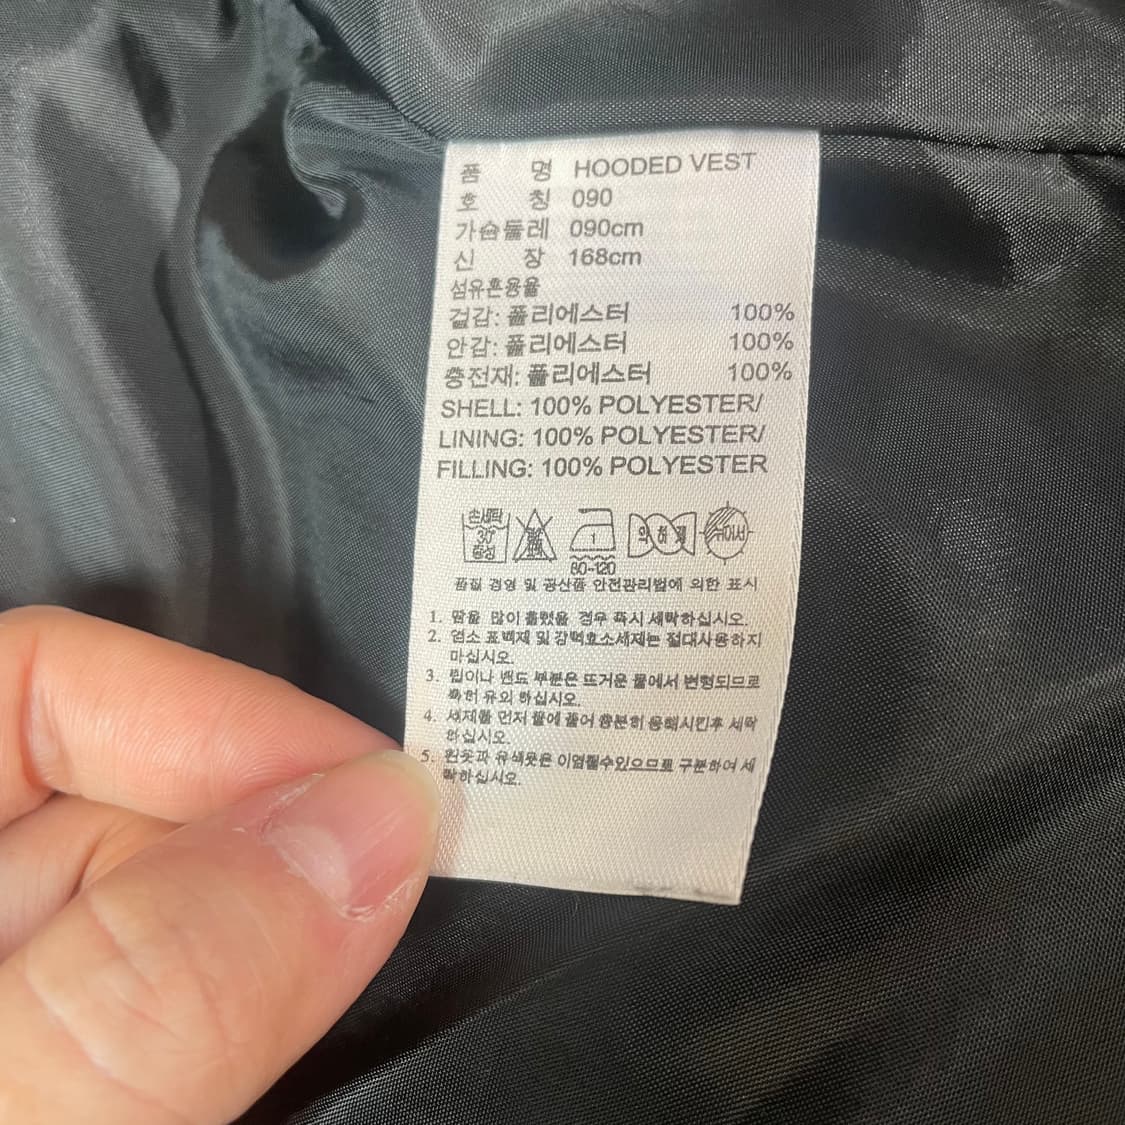 품 명 HOODED VEST
호 칭 090
가슴둘레 090cm
신 장 168cm
섬유혼용율
겉감: 폴리에스터 100%
안감: 폴리에스터 100%
충전재: 폴리에스터 100%
SHELL: 100% POLYESTER/
LINING: 100% POLYESTER/
FILLING: 100% POLYESTER
손세탁 약하게 뉘어서
30° 1
중성
80-120
품질 경영 및 공산품 안전관리법에 의한 표시
1. 땀을 많이 흘렸을 경우 즉시 세탁하십시오.
2. 염소 표백제 및 강력효소세제는 절대사용하지
마십시오.
3. 립이나 밴드 부분은 뜨거운 물에서 변형되므로
특히 유의 하십시오.
4. 세제를 먼저 물에 풀어 충분히 용해시킨후 세탁
하십시오.
5. 흰옷과 유색옷은 이염될수있으므로 구분하여 세
탁하십시오.